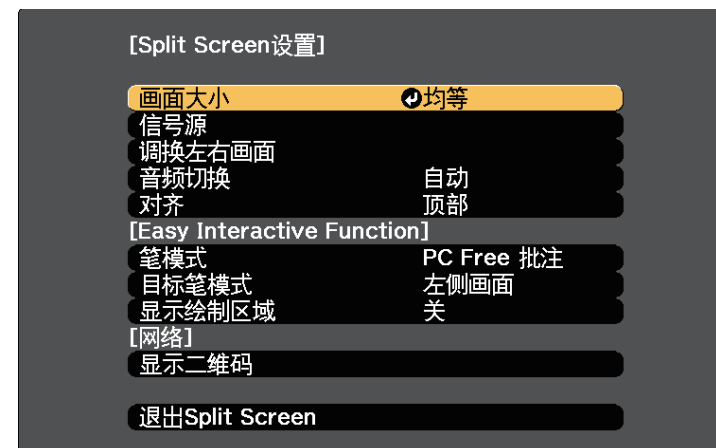 [Split Screen设置]
画面大小 均等
信号源
调换左右画面
音频切换 自动
对齐 顶部
[Easy Interactive Function]
笔模式 PC Free 批注
目标笔模式 左侧画面
显示绘制区域 关
[网络]
显示二维码
退出Split Screen